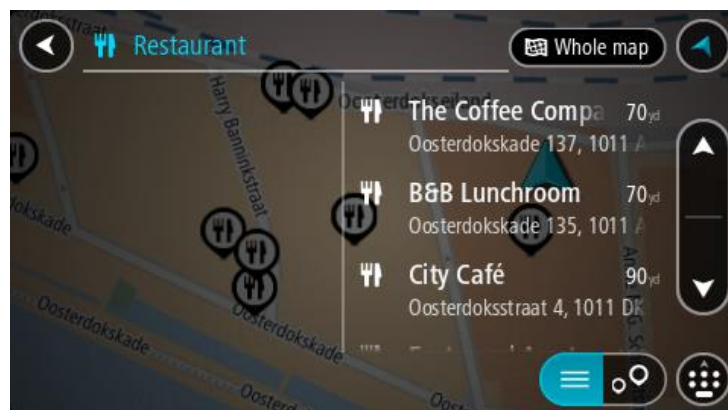 Restaurant
Whole map
The Coffee Compa 70yd
Oosterdokskade 137, 1011 A
B&B Lunchroom 70yd
Oosterdokskade 135, 1011 A
City Café 90yd
Oosterdoksstraat 4, 1011 DK
Oosterdokseiland
Harry Banninkstraat
Oosterdokskade
Oosterdokskade